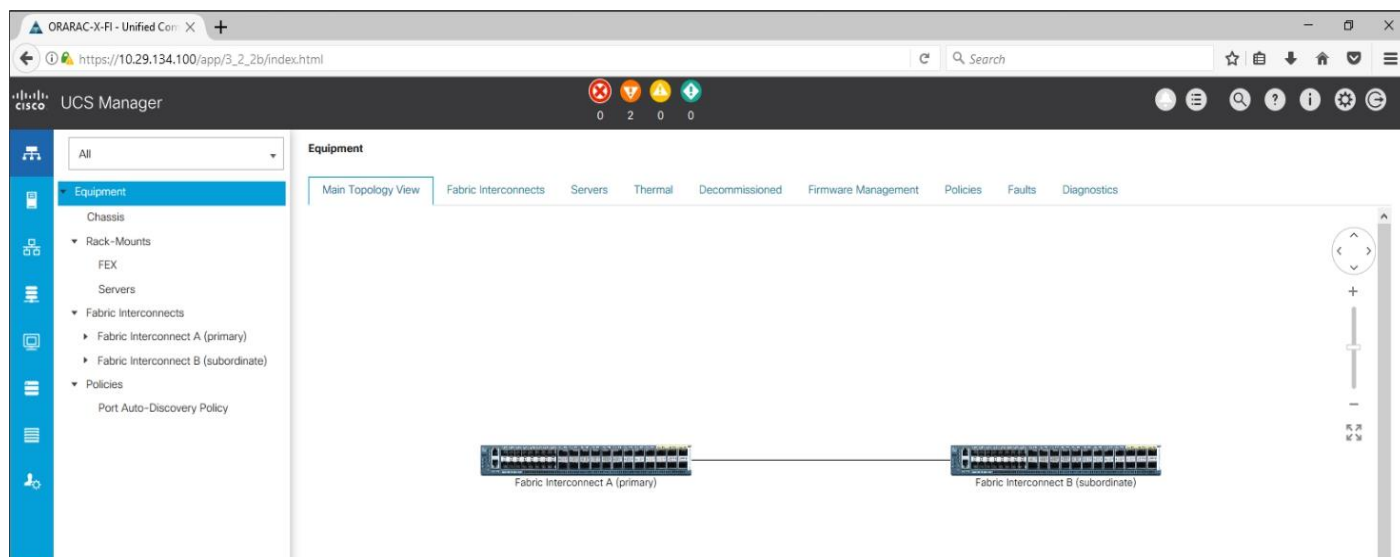 ORARAC-X-FI - Unified Com
https://10.29.134.100/app/3_2_2b/index.html
Search
CISCO
UCS Manager
0 2 0 0
All
Equipment
Chassis
Rack-Mounts
FEX
Servers
Fabric Interconnects
Fabric Interconnect A (primary)
Fabric Interconnect B (subordinate)
Policies
Port Auto-Discovery Policy
Equipment
Main Topology View Fabric Interconnects Servers Thermal Decommissioned Firmware Management Policies Faults Diagnostics
Fabric Interconnect A (primary)
Fabric Interconnect B (subordinate)